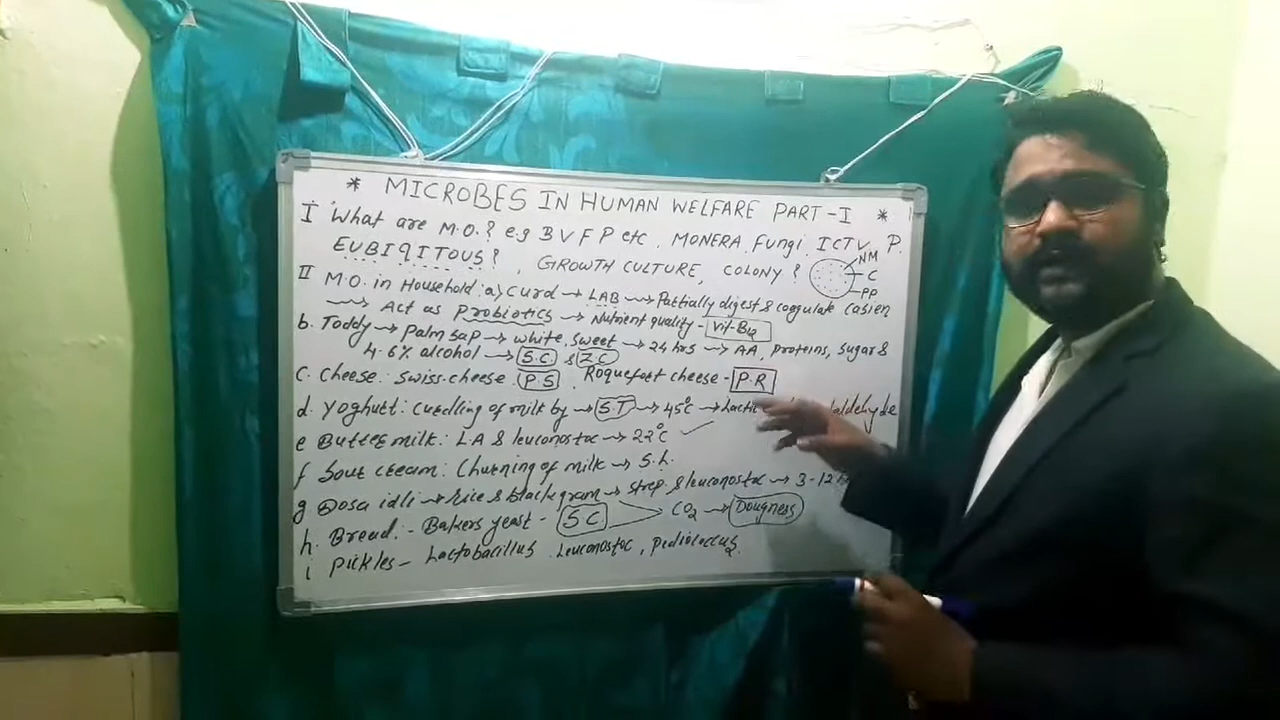 * MICROBES IN HUMAN WELFARE PART-I *
I What are M.O.? eg B V F P etc. MONERA, Fungi, ICTV, P.
EUBIQITOUS?, GROWTH CULTURE, COLONY?
NM
C
PP
II M.O. in Household: a) Curd → LAB → Partially digest & coagulate casien
→ Act as Probiotics → Nutrient quality - Vit-B12
b. Toddy → Palm sap → white, sweet → 24 hrs → AA, proteins, sugar &
4.6% alcohol → S.C & Z.C
c. Cheese: Swiss cheese P.S, Roquefort cheese - P.R
d. Yoghutt: Curdling of milk by → S.T → 45°c → Lactic aldehyde
e Butter milk: L.A & leuconostoc → 22°c
f Sour cream: Churning of milk → S.h.
g Dosa idli → Rice & black gram → Strep & leuconostoc → 3-12 h
h. Bread. - Bakers yeast - S C CO2 → Dougness
i Pickles - Lactobacillus, Leuconostoc, Pediococcus